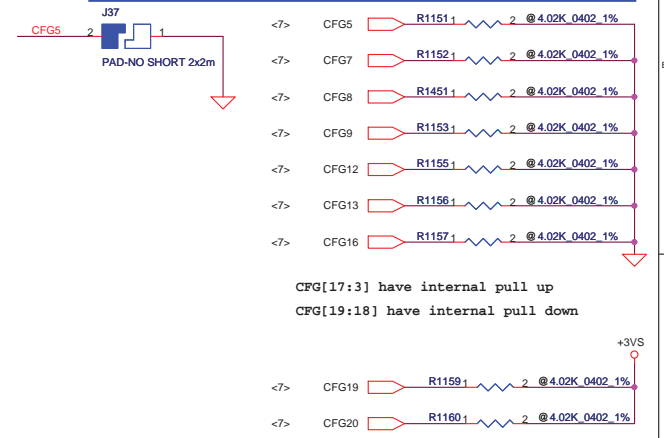 J37
CFG5 2 1
PAD-NO SHORT 2x2m
<7> CFG5 R1151 1 2 @ 4.02K_0402_1%
<7> CFG7 R1152 1 2 @ 4.02K_0402_1%
<7> CFG8 R1451 1 2 @ 4.02K_0402_1%
<7> CFG9 R1153 1 2 @ 4.02K_0402_1%
<7> CFG12 R1155 1 2 @ 4.02K_0402_1%
<7> CFG13 R1156 1 2 @ 4.02K_0402_1%
<7> CFG16 R1157 1 2 @ 4.02K_0402_1%
CFG[17:3] have internal pull up
CFG[19:18] have internal pull down
+3VS
<7> CFG19 R1159 1 2 @ 4.02K_0402_1%
<7> CFG20 R1160 1 2 @ 4.02K_0402_1%